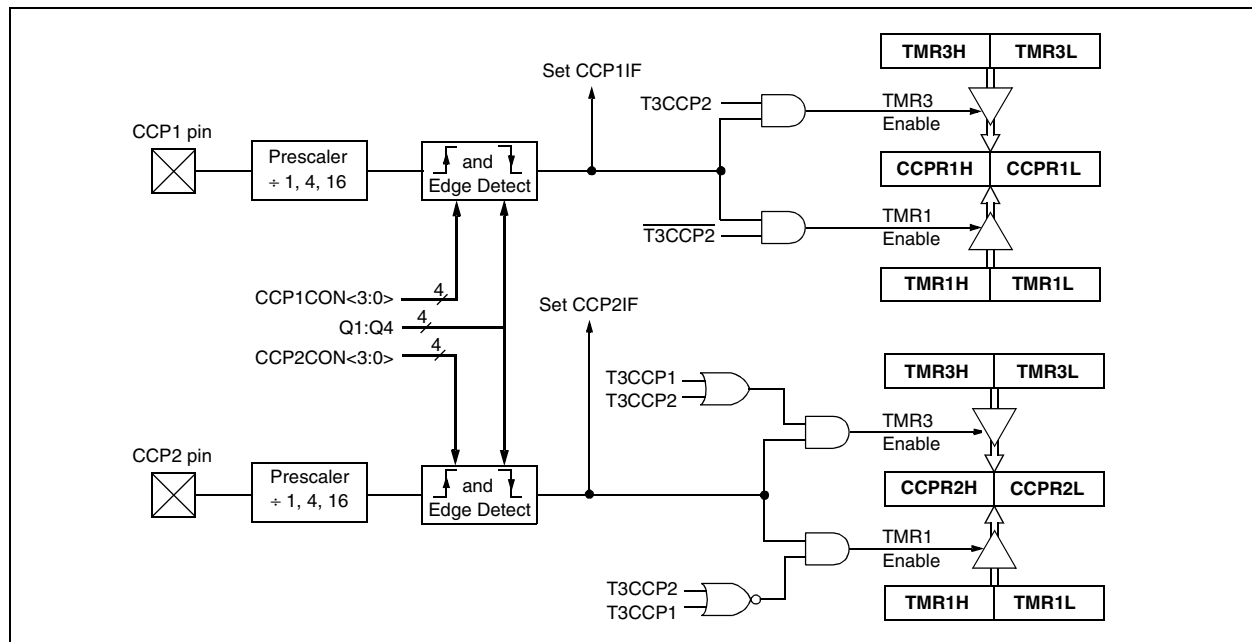 TMR3H TMR3L
Set CCP1IF
T3CCP2
TMR3
Enable
CCP1 pin
Prescaler
÷ 1, 4, 16
and
Edge Detect
CCPR1H CCPR1L
T3CCP2
TMR1
Enable
TMR1H TMR1L
CCP1CON<3:0> 4
Q1:Q4 4
CCP2CON<3:0> 4
Set CCP2IF
TMR3H TMR3L
T3CCP1
T3CCP2
TMR3
Enable
CCP2 pin
Prescaler
÷ 1, 4, 16
and
Edge Detect
CCPR2H CCPR2L
TMR1
Enable
T3CCP2
T3CCP1
TMR1H TMR1L